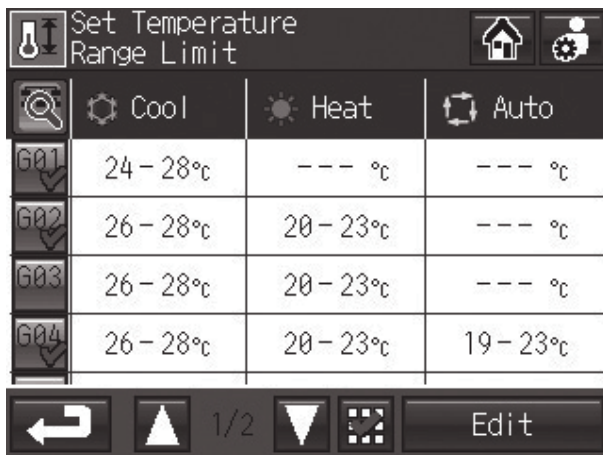 Set Temperature
Range Limit
Cool Heat Auto
G01 24-28°C --- °C --- °C
G02 26-28°C 20-23°C --- °C
G03 26-28°C 20-23°C --- °C
G04 26-28°C 20-23°C 19-23°C
1/2 Edit